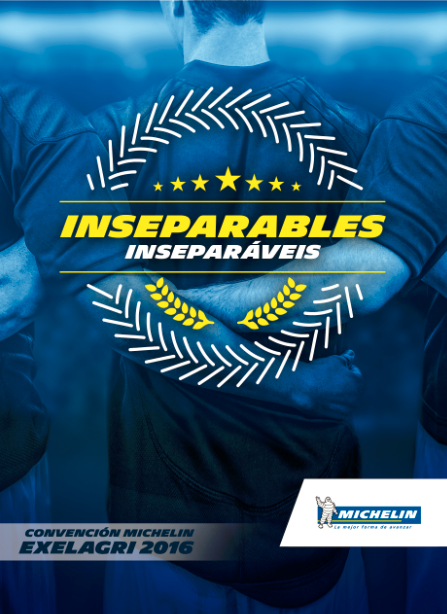 INSEPARABLES
INSEPARÁVEIS
CONVENCIÓN MICHELIN
EXELAGRI 2016
MICHELIN
La mejor forma de avanzar